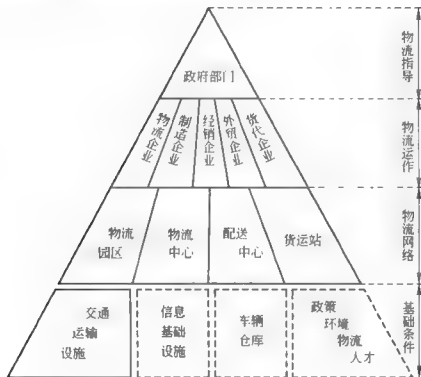 政府部门
物流指导
物流企业
制造企业
经销企业
外贸企业
货代企业
物流运作
物流
园区
物流
中心
配送
中心
货运站
物流网络
交通
运输
设施
信息
基础
设施
车辆
仓库
政策
环境
物流
人才
基础条件